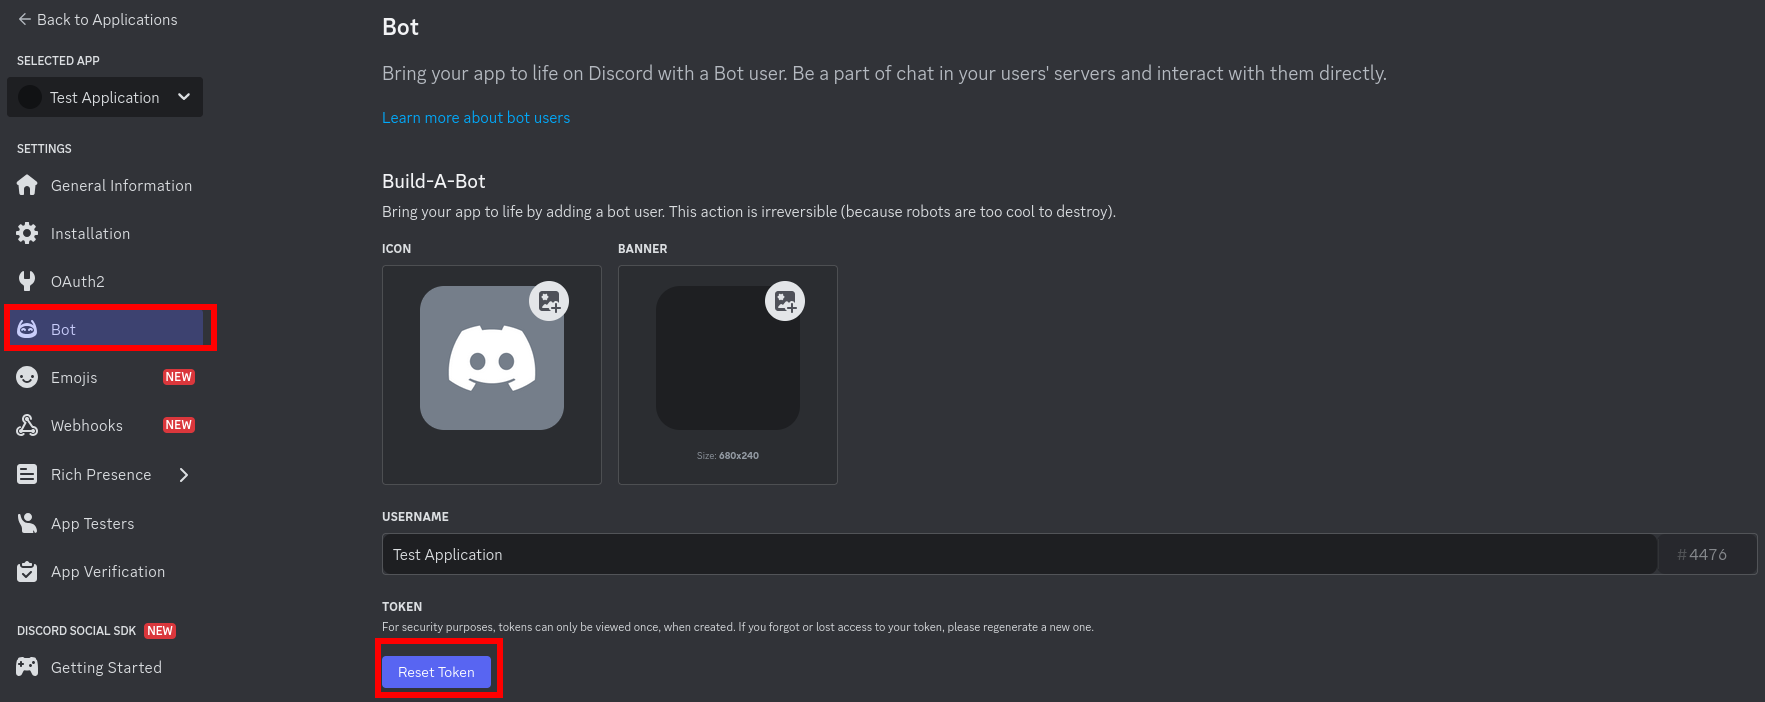 Back to Applications
SELECTED APP
Test Application
SETTINGS
General Information
Installation
OAuth2
Bot
Emojis NEW
Webhooks NEW
Rich Presence
App Testers
App Verification
DISCORD SOCIAL SDK NEW
Getting Started
Bot
Bring your app to life on Discord with a Bot user. Be a part of chat in your users' servers and interact with them directly.
Learn more about bot users
Build-A-Bot
Bring your app to life by adding a bot user. This action is irreversible (because robots are too cool to destroy).
ICON BANNER
Size: 680x240
USERNAME
Test Application #4476
TOKEN
For security purposes, tokens can only be viewed once, when created. If you forgot or lost access to your token, please regenerate a new one.
Reset Token